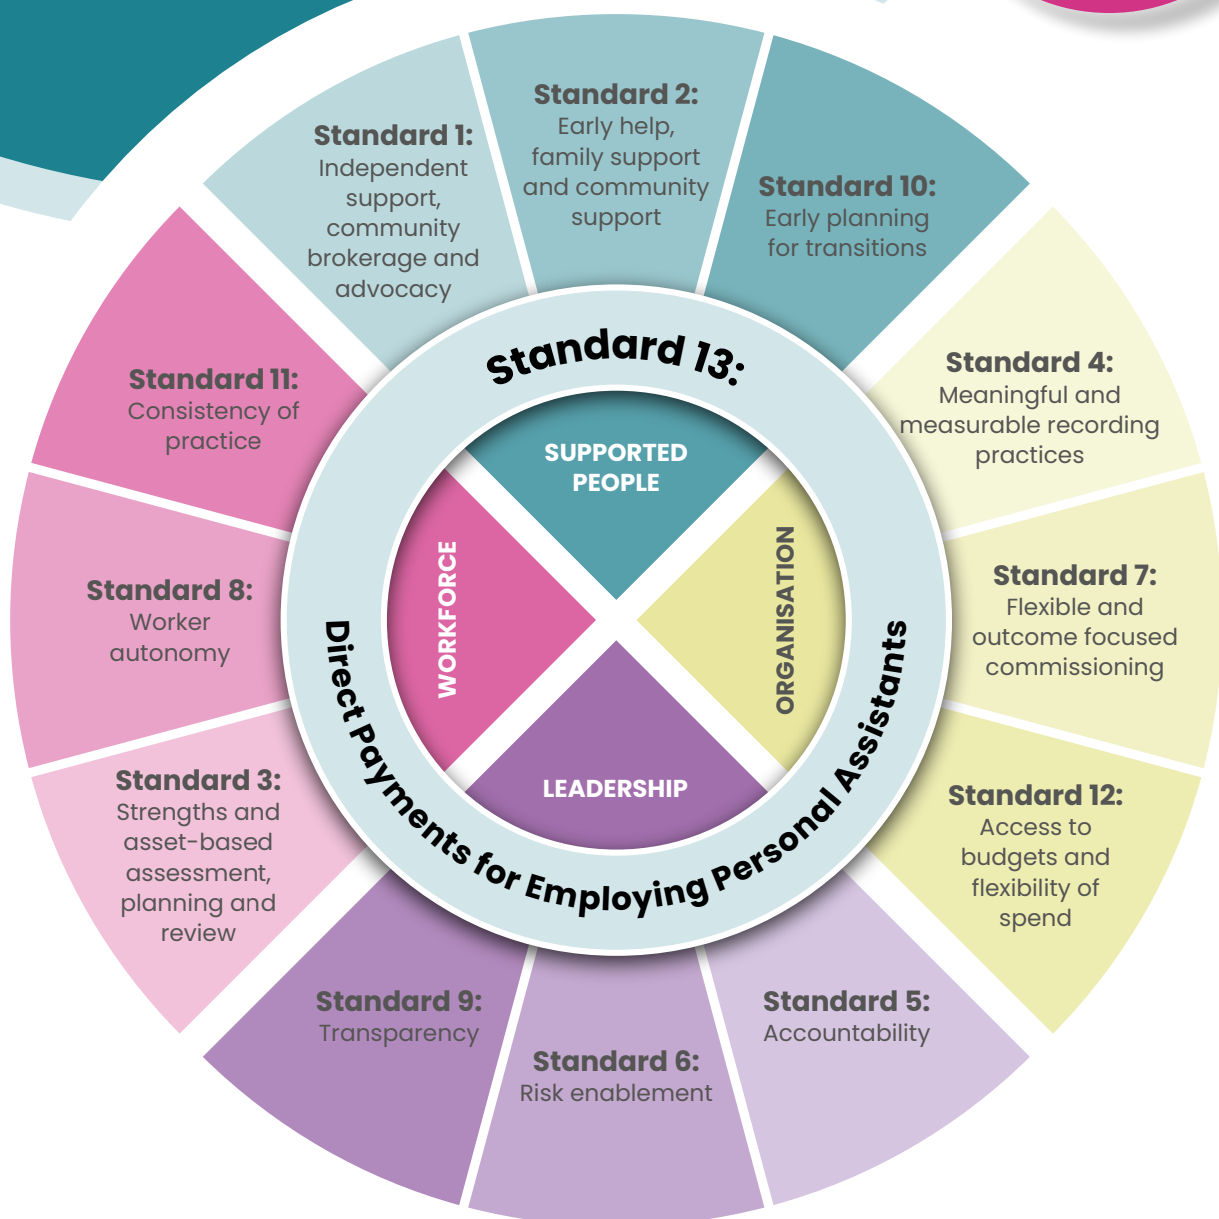 Standard 1:
Independent
support,
community
brokerage and
advocacy
Standard 2:
Early help,
family support
and community
support
Standard 10:
Early planning
for transitions
Standard 4:
Meaningful and
measurable recording
practices
Standard 7:
Flexible and
outcome focused
commissioning
Standard 12:
Access to
budgets and
flexibility of
spend
Standard 5:
Accountability
Standard 6:
Risk enablement
Standard 9:
Transparency
Standard 3:
Strengths and
asset-based
assessment,
planning and
review
Standard 8:
Worker
autonomy
Standard 11:
Consistency of
practice
Standard 13:
Direct Payments for Employing Personal Assistants
SUPPORTED
PEOPLE
ORGANISATION
LEADERSHIP
WORKFORCE